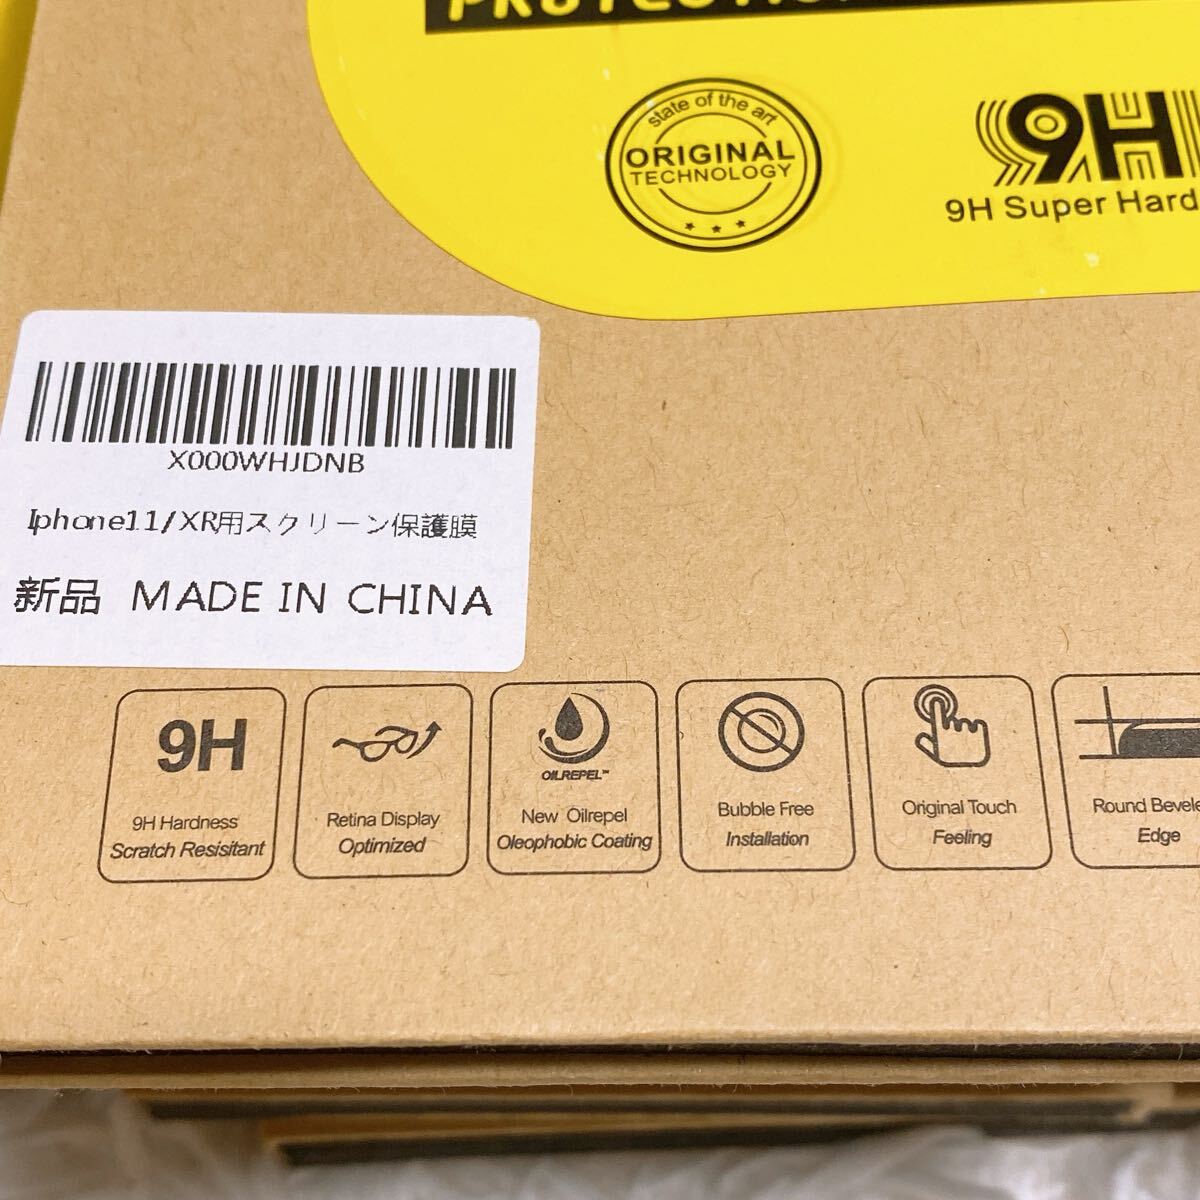 state of the art
ORIGINAL
TECHNOLOGY
9H
9H Super Hard
X000WHJDNB
Iphone11/XR用スクリーン保護膜
新品 MADE IN CHINA
9H
9H Hardness
Scratch Resisitant
Retina Display
Optimized
OILREPEL™
New Oilrepel
Oleophobic Coating
Bubble Free
Installation
Original Touch
Feeling
Round
Edge